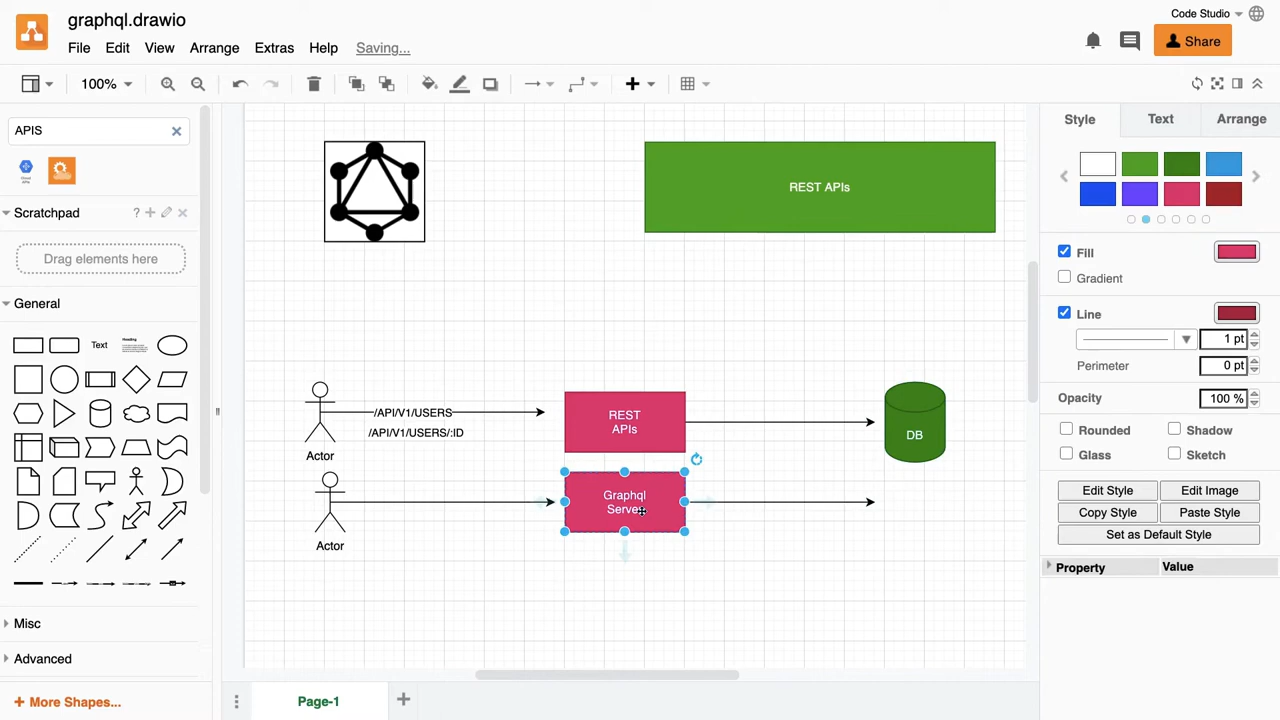 graphql.drawio
Code Studio
File Edit View Arrange Extras Help Saving...
Share
100%
APIS
Scratchpad
?
Drag elements here
General
Text
Misc
Advanced
More Shapes...
REST APIs
/API/V1/USERS
/API/V1/USERS/:ID
Actor
REST
APIs
DB
Graphql
Server
Actor
Page-1
Style Text Arrange
Fill
Gradient
Line
1 pt
Perimeter
0 pt
Opacity
100 %
Rounded Shadow
Glass Sketch
Edit Style Edit Image
Copy Style Paste Style
Set as Default Style
Property Value